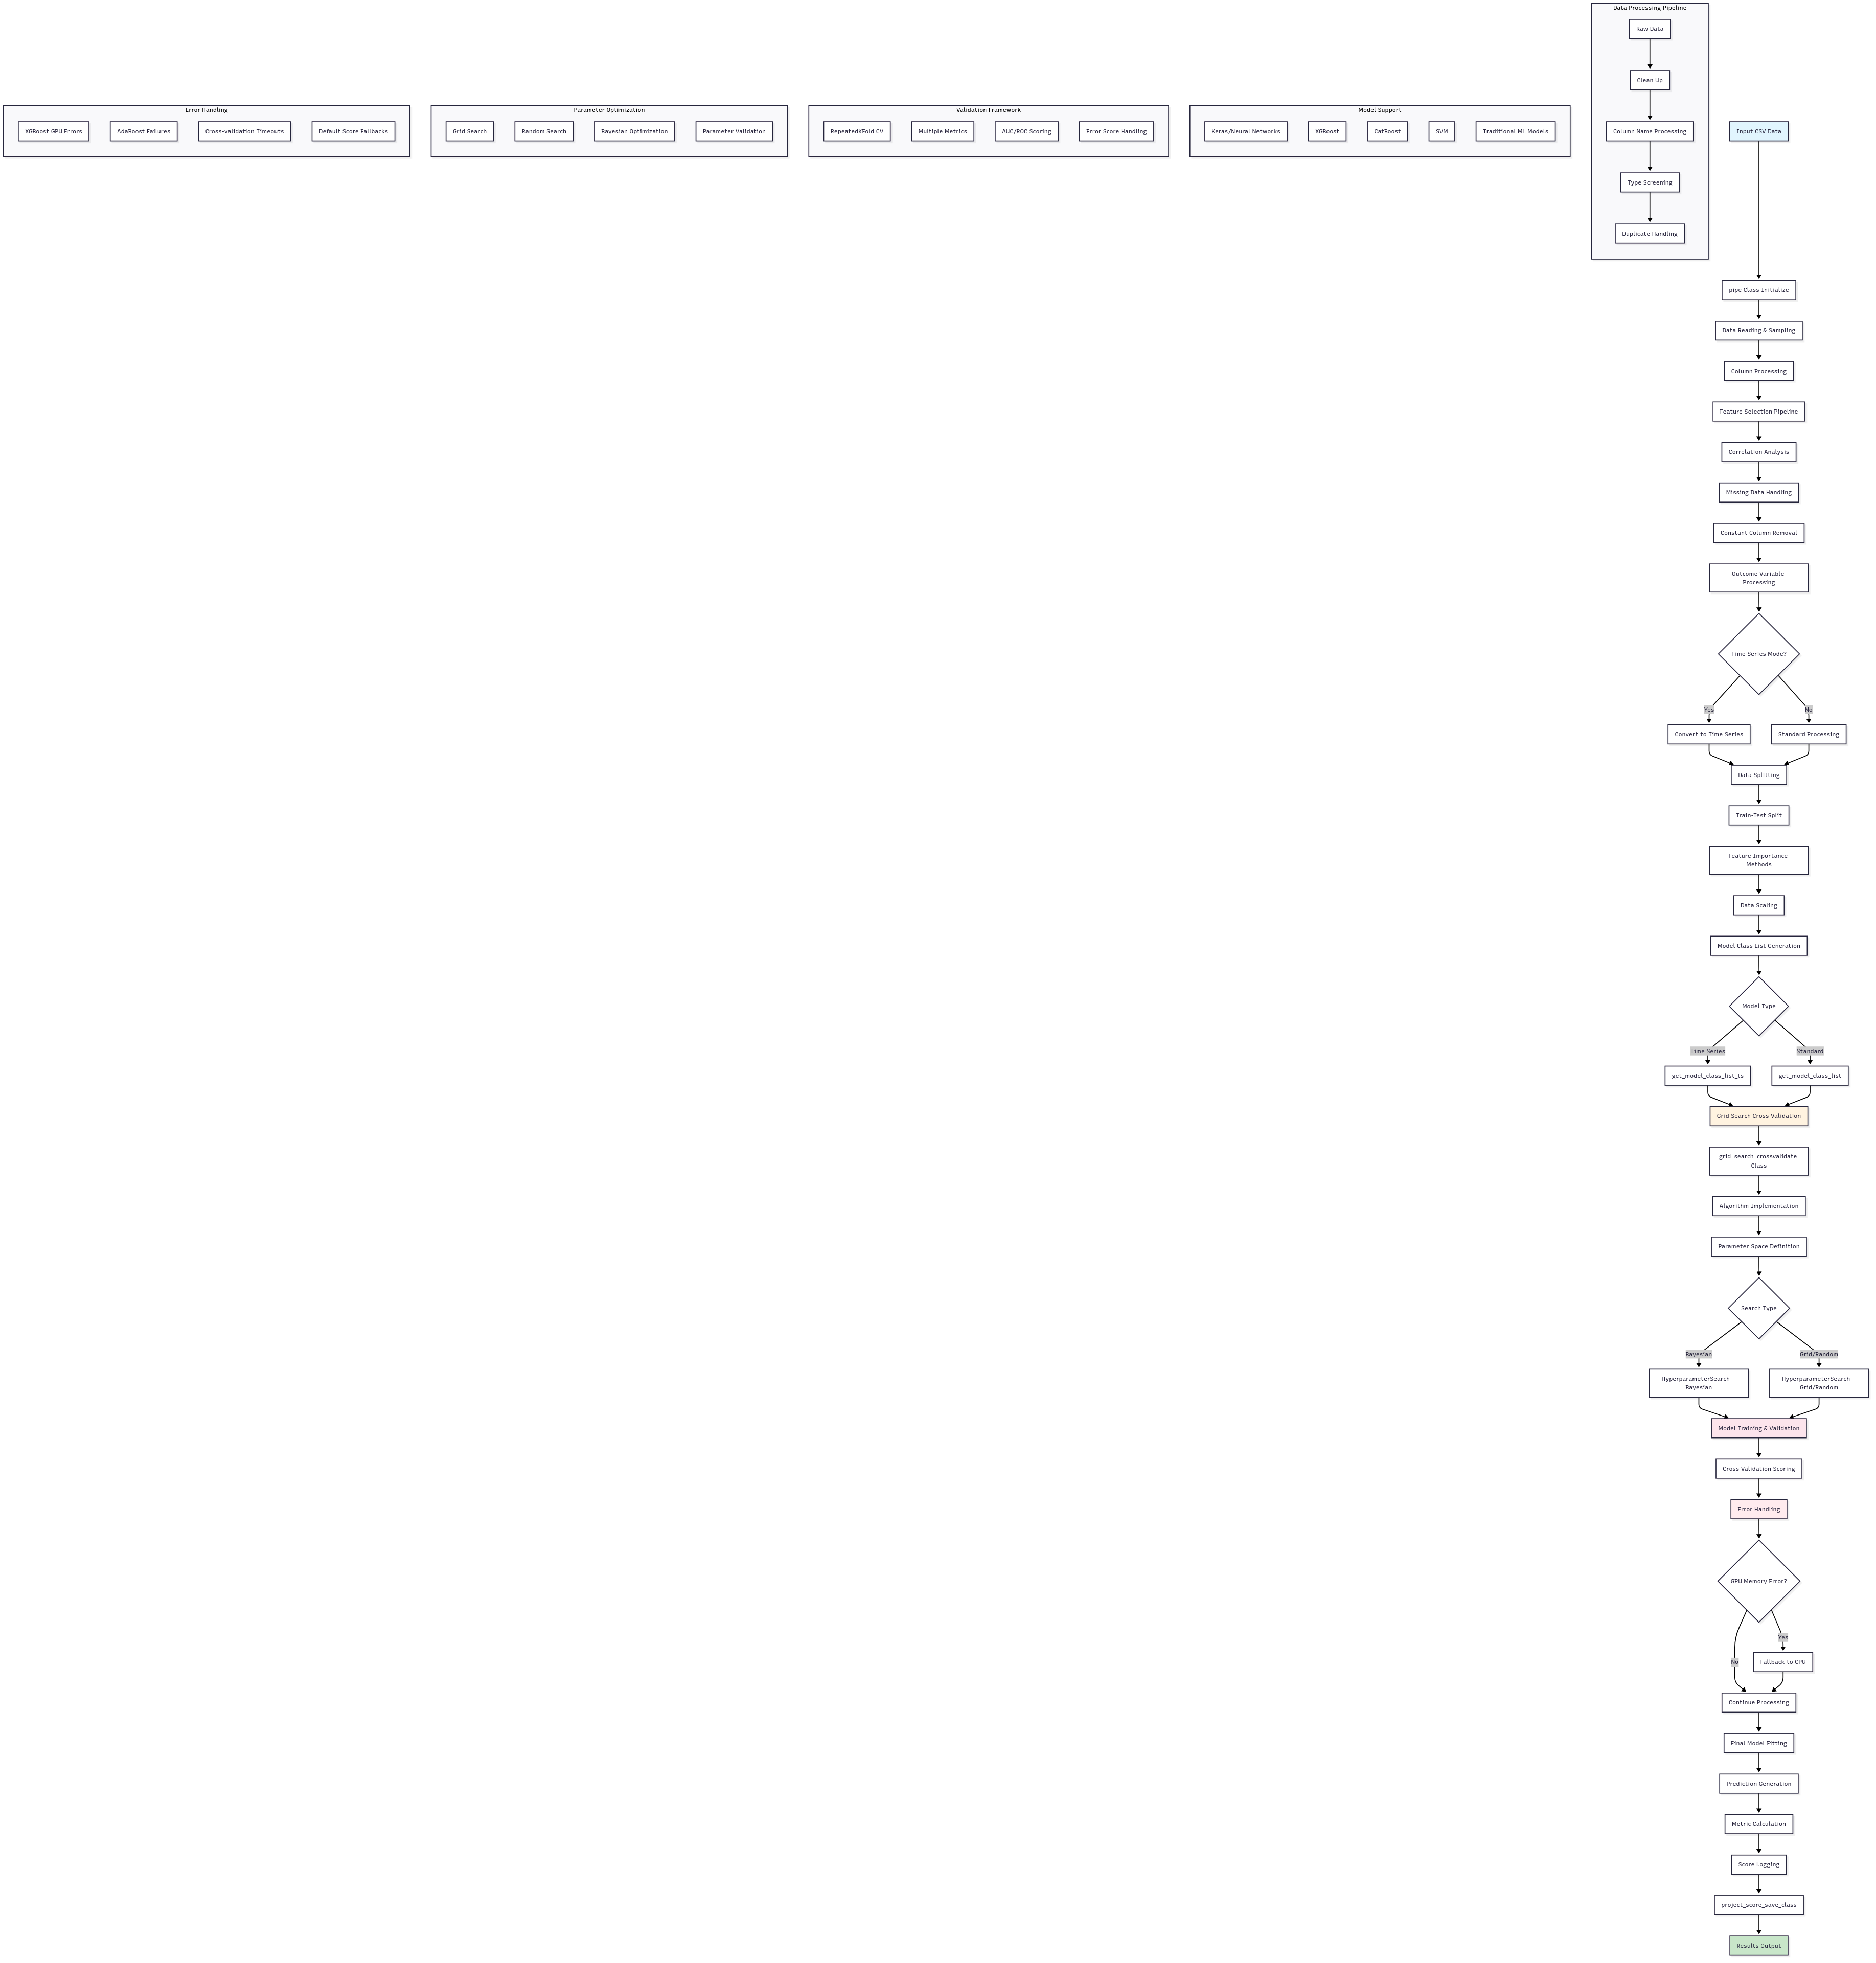 Data Processing Pipeline
Raw Data
Clean Up
Column Name Processing
Type Screening
Duplicate Handling
Error Handling
XGBoost GPU Errors
AdaBoost Failures
Cross-validation Timeouts
Default Score Fallbacks
Parameter Optimization
Grid Search
Random Search
Bayesian Optimization
Parameter Validation
Validation Framework
RepeatedKFold CV
Multiple Metrics
AUC/ROC Scoring
Error Score Handling
Model Support
Keras/Neural Networks
XGBoost
CatBoost
SVM
Traditional ML Models
Input CSV Data
pipe Class Initialize
Data Reading & Sampling
Column Processing
Feature Selection Pipeline
Correlation Analysis
Missing Data Handling
Constant Column Removal
Outcome Variable
Processing
Time Series Mode?
Yes
No
Convert to Time Series
Standard Processing
Data Splitting
Train-Test Split
Feature Importance
Methods
Data Scaling
Model Class List Generation
Model Type
Time Series
Standard
get_model_class_list_ts
get_model_class_list
Grid Search Cross Validation
grid_search_crossvalidate
Class
Algorithm Implementation
Parameter Space Definition
Search Type
Bayesian
Grid/Random
HyperparameterSearch -
Bayesian
HyperparameterSearch -
Grid/Random
Model Training & Validation
Cross Validation Scoring
Error Handling
GPU Memory Error?
Yes
No
Fallback to CPU
Continue Processing
Final Model Fitting
Prediction Generation
Metric Calculation
Score Logging
project_score_save_class
Results Output